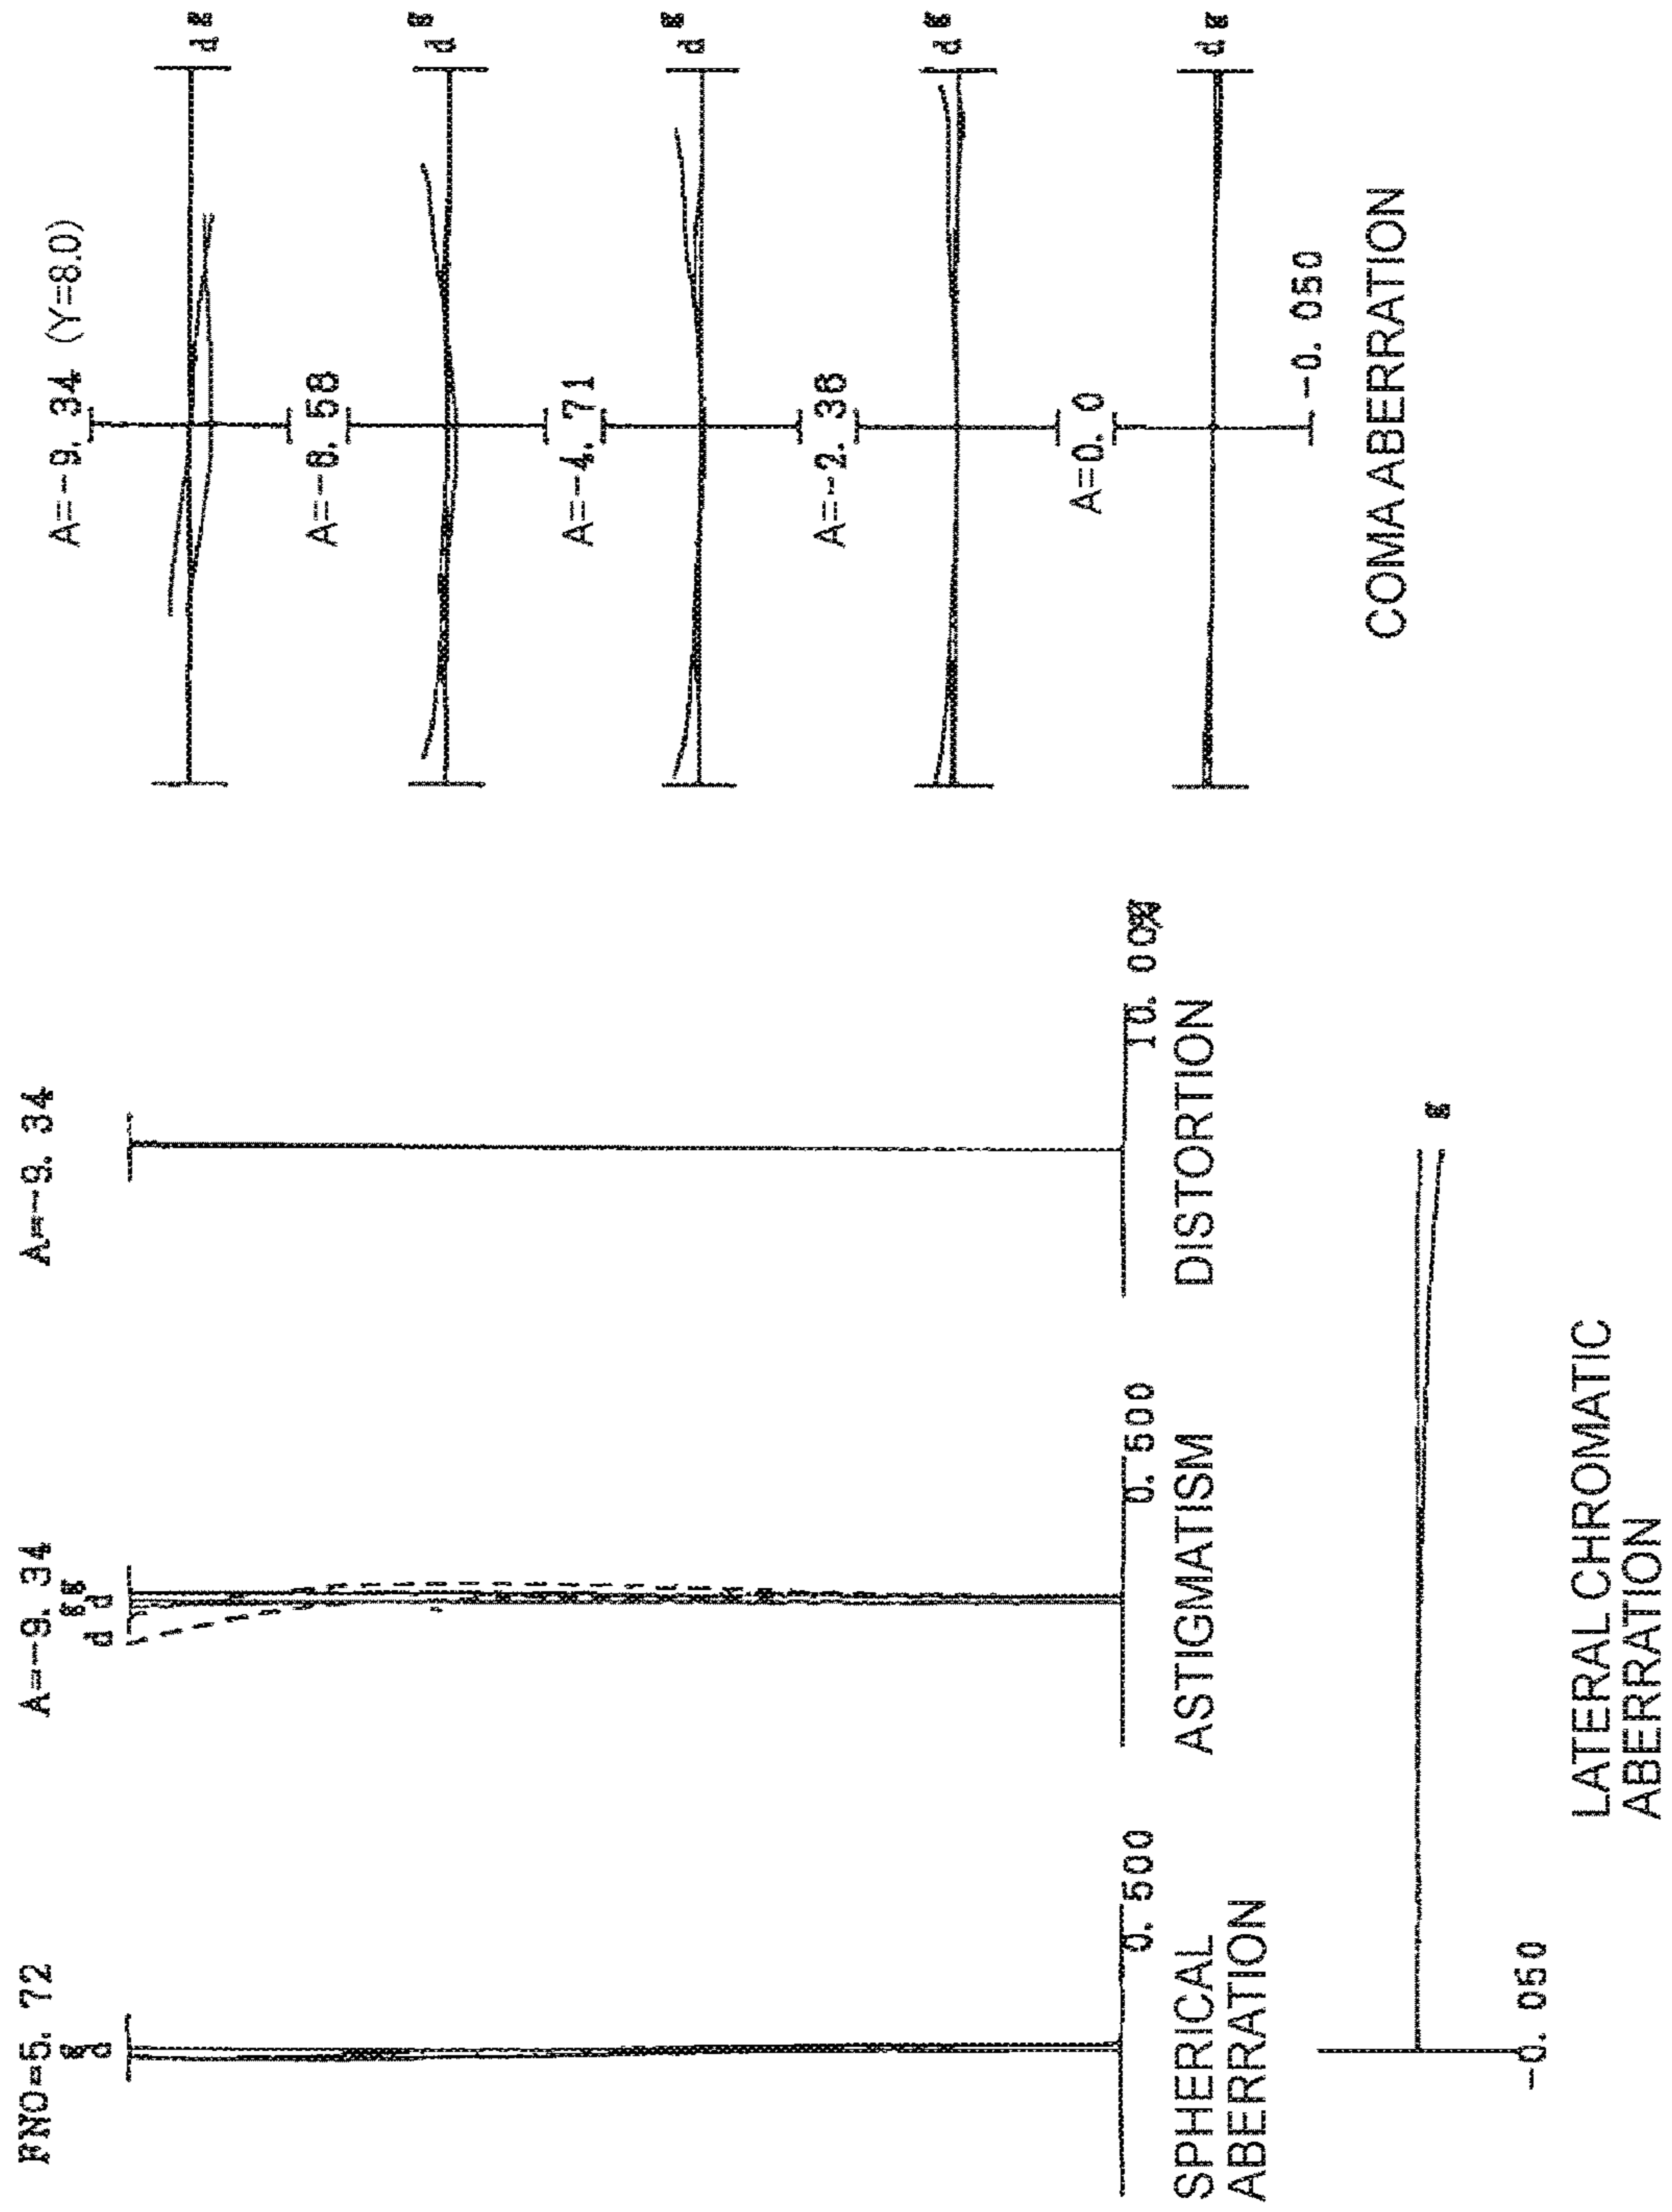 FNO=5. 72
g
d
SPHERICAL
ABERRATION
0. 500
A=-9. 34
d
g
g
d
ASTIGMATISM
0. 500
A=-9. 34
DISTORTION
10. 00%
LATERAL CHROMATIC
ABERRATION
-0. 050
g
A=-9. 34 (Y=8.0)
d g
A=-6. 58
d g
A=-4. 71
d g
A=-2. 36
d g
A=0. 0
d g
-0. 050
COMA ABERRATION